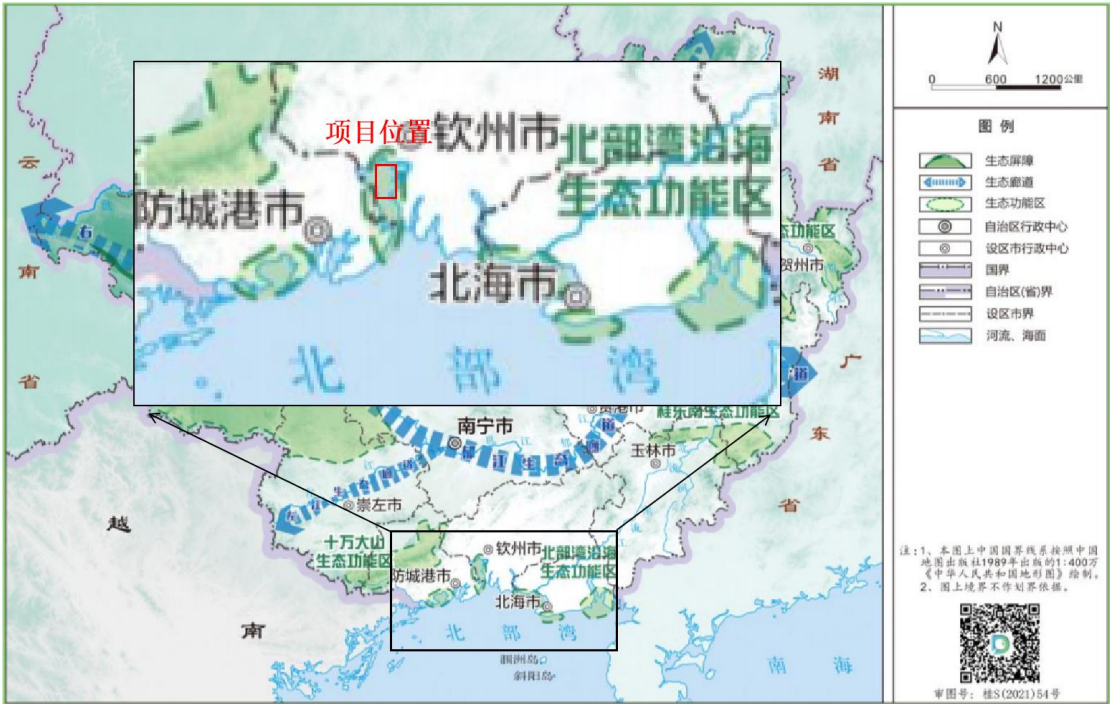 项目位置
钦州市
北部湾沿海
生态功能区
防城港市
北海市
北 部 湾
云
南
省
右
湖
南
省
态功能区
贺州市
广
东
省
道
贵港市
桂东南生态功能区
南宁市
玉林市
崇左市
十万大山
生态功能区
钦州市
北部湾沿海
生态功能区
防城港市
北海市
北 部 湾
涠洲岛
斜阳岛
越
南
南 海
N
0 600 1200公里
图 例
生态屏障
生态廊道
生态功能区
自治区行政中心
设区市行政中心
国界
自治区(省)界
设区市界
河流、海面
注:1、本图上中国国界线系按照中国
地图出版社1989年出版的1:400万
《中华人民共和国地形图》绘制。
2、图上境界不作划界依据。
审图号: 桂S(2021)54号